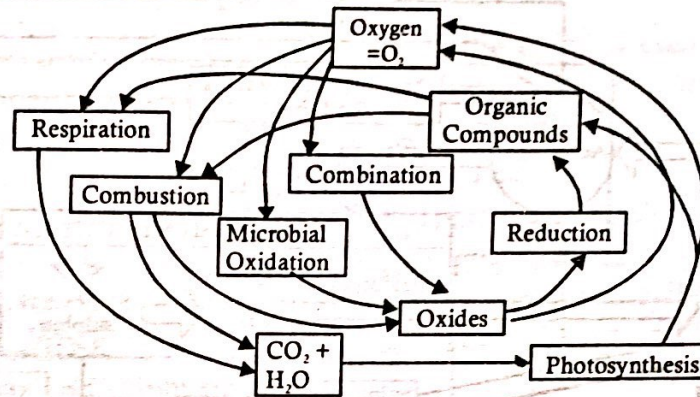 Oxygen
=O₂
Organic
Compounds
Respiration
Combination
Combustion
Microbial
Oxidation
Reduction
Oxides
CO₂ +
H₂O
Photosynthesis